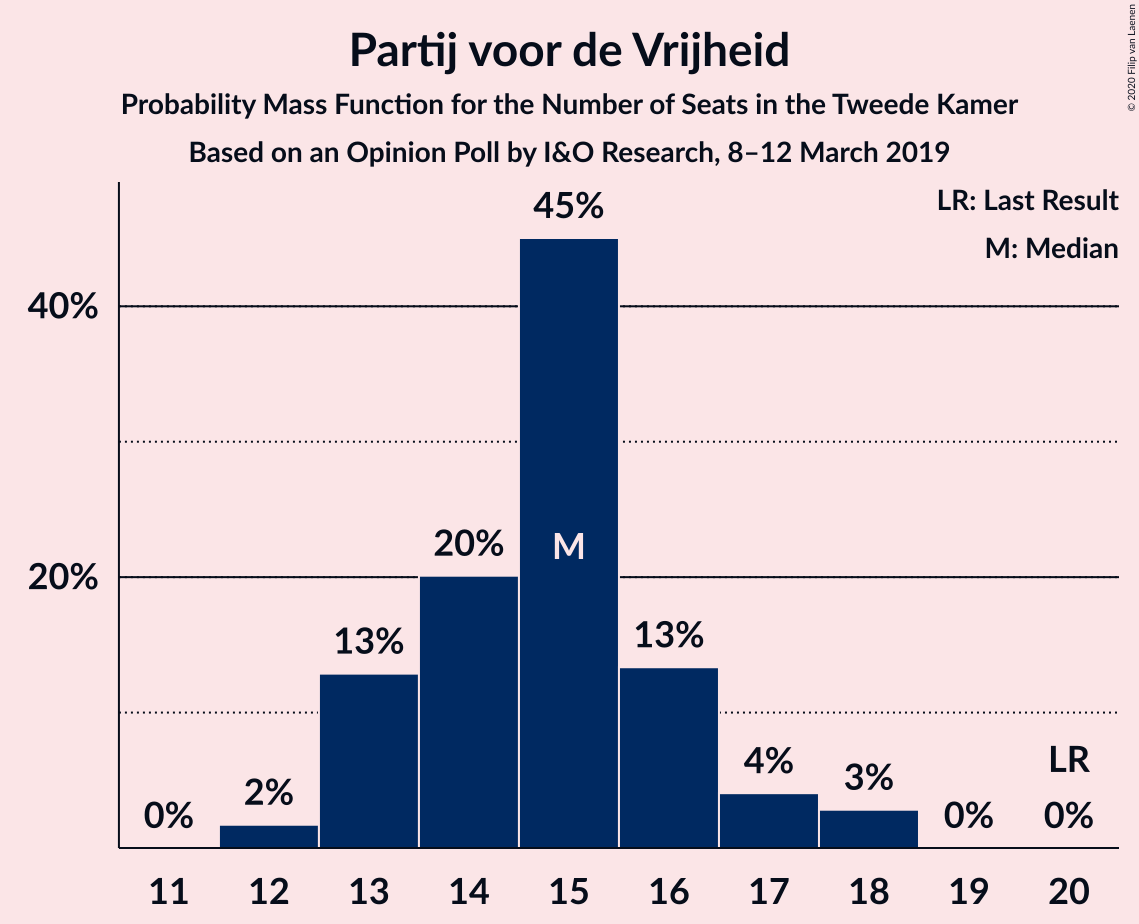 Partij voor de Vrijheid
Probability Mass Function for the Number of Seats in the Tweede Kamer
Based on an Opinion Poll by I&O Research, 8–12 March 2019
© 2020 Filip van Laenen
LR: Last Result
M: Median
45%
40%
M
20%
20%
13%
13%
4%
LR
3%
2%
0%
0%
0%
11 12 13 14 15 16 17 18 19 20